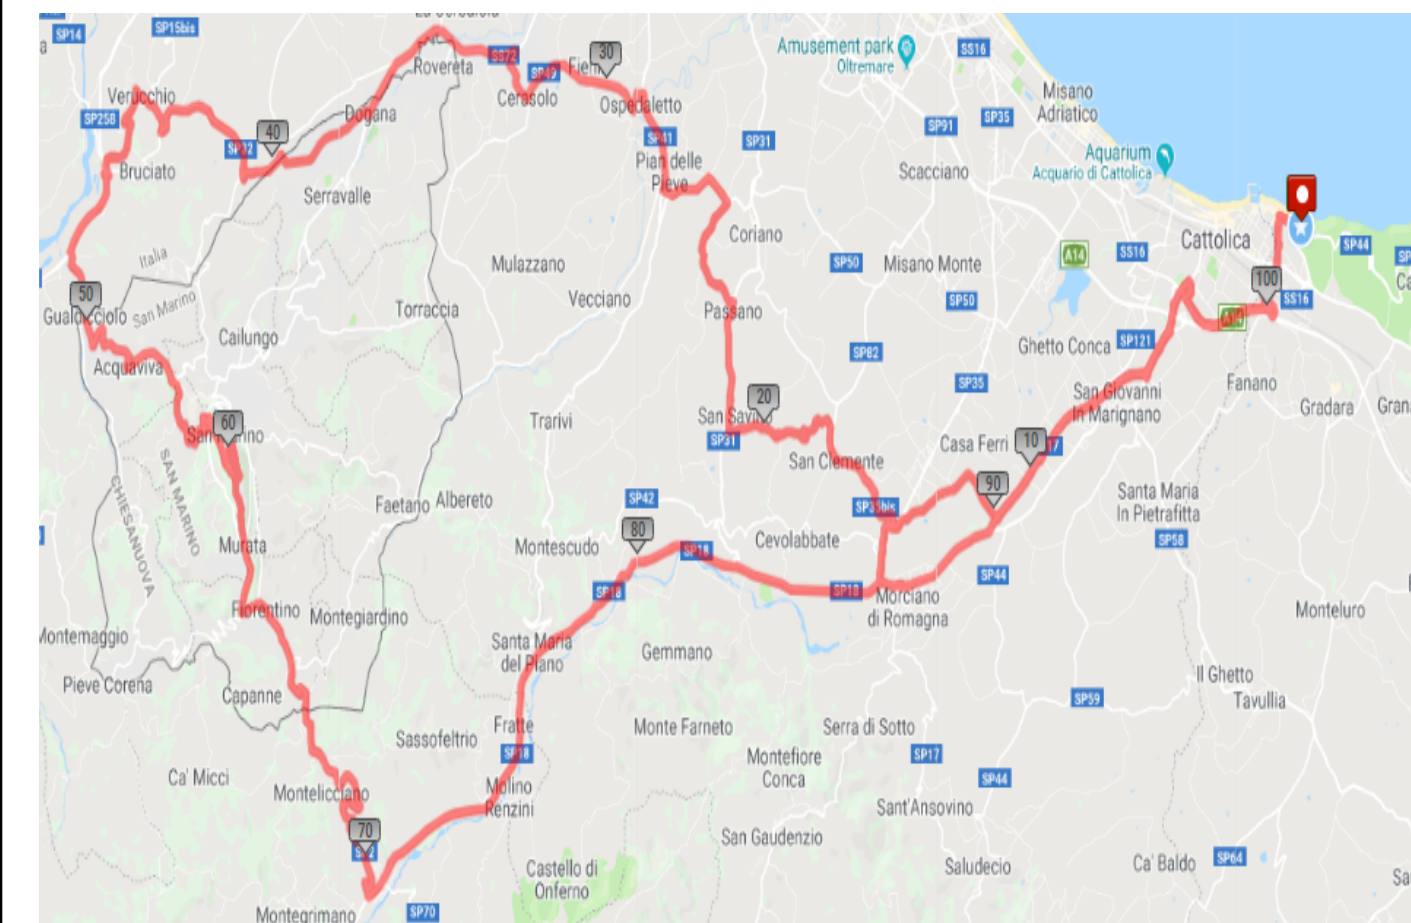 SP14
SP15bis
Amusement park
Oltremare
SS16
Rovereta
SS72
SP49
30
Cerasolo
Ospedaletto
Misano
Adriatico
Verucchio
SP258
Dogana
SP41
SP31
SP91
SP35
40
SP32
Pian delle
Pieve
Aquarium
Acquario di Cattolica
Bruciato
Serravalle
Scacciano
Coriano
Cattolica
SP44
Italia
San Marino
Mulazzano
SP50
Misano Monte
A14
SS16
50
Gualdicciolo
Torraccia
Vecciano
Passano
SP50
100
SS16
Cailungo
Acquaviva
SP82
Ghetto Conca
SP121
SP35
San Giovanni
In Marignano
Fanano
Gradara
20
San Savino
SP31
Trarivi
60
San Marino
Casa Ferri
10
San Clemente
90
SAN MARINO
CHIESANUOVA
Faetano
Albereto
SP42
SP35bis
Santa Maria
In Pietrafitta
SP58
Murata
Montescudo
80
SP18
Cevolabbate
SP44
Fiorentino
Montegiardino
SP18
SP18
Morciano
di Romagna
Monteluro
Montemaggio
Santa Maria
del Piano
Gemmano
Pieve Corena
Capanne
Il Ghetto
Tavullia
SP59
Sassofeltrio
Fratte
SP18
Monte Farneto
Serra di Sotto
Montefiore
Conca
SP17
SP44
Ca' Micci
Montelicciano
Molino
Renzini
Sant'Ansovino
70
San Gaudenzio
Castello di
Onferno
Saludecio
Ca' Baldo
SP64
Montegrimano
SP70